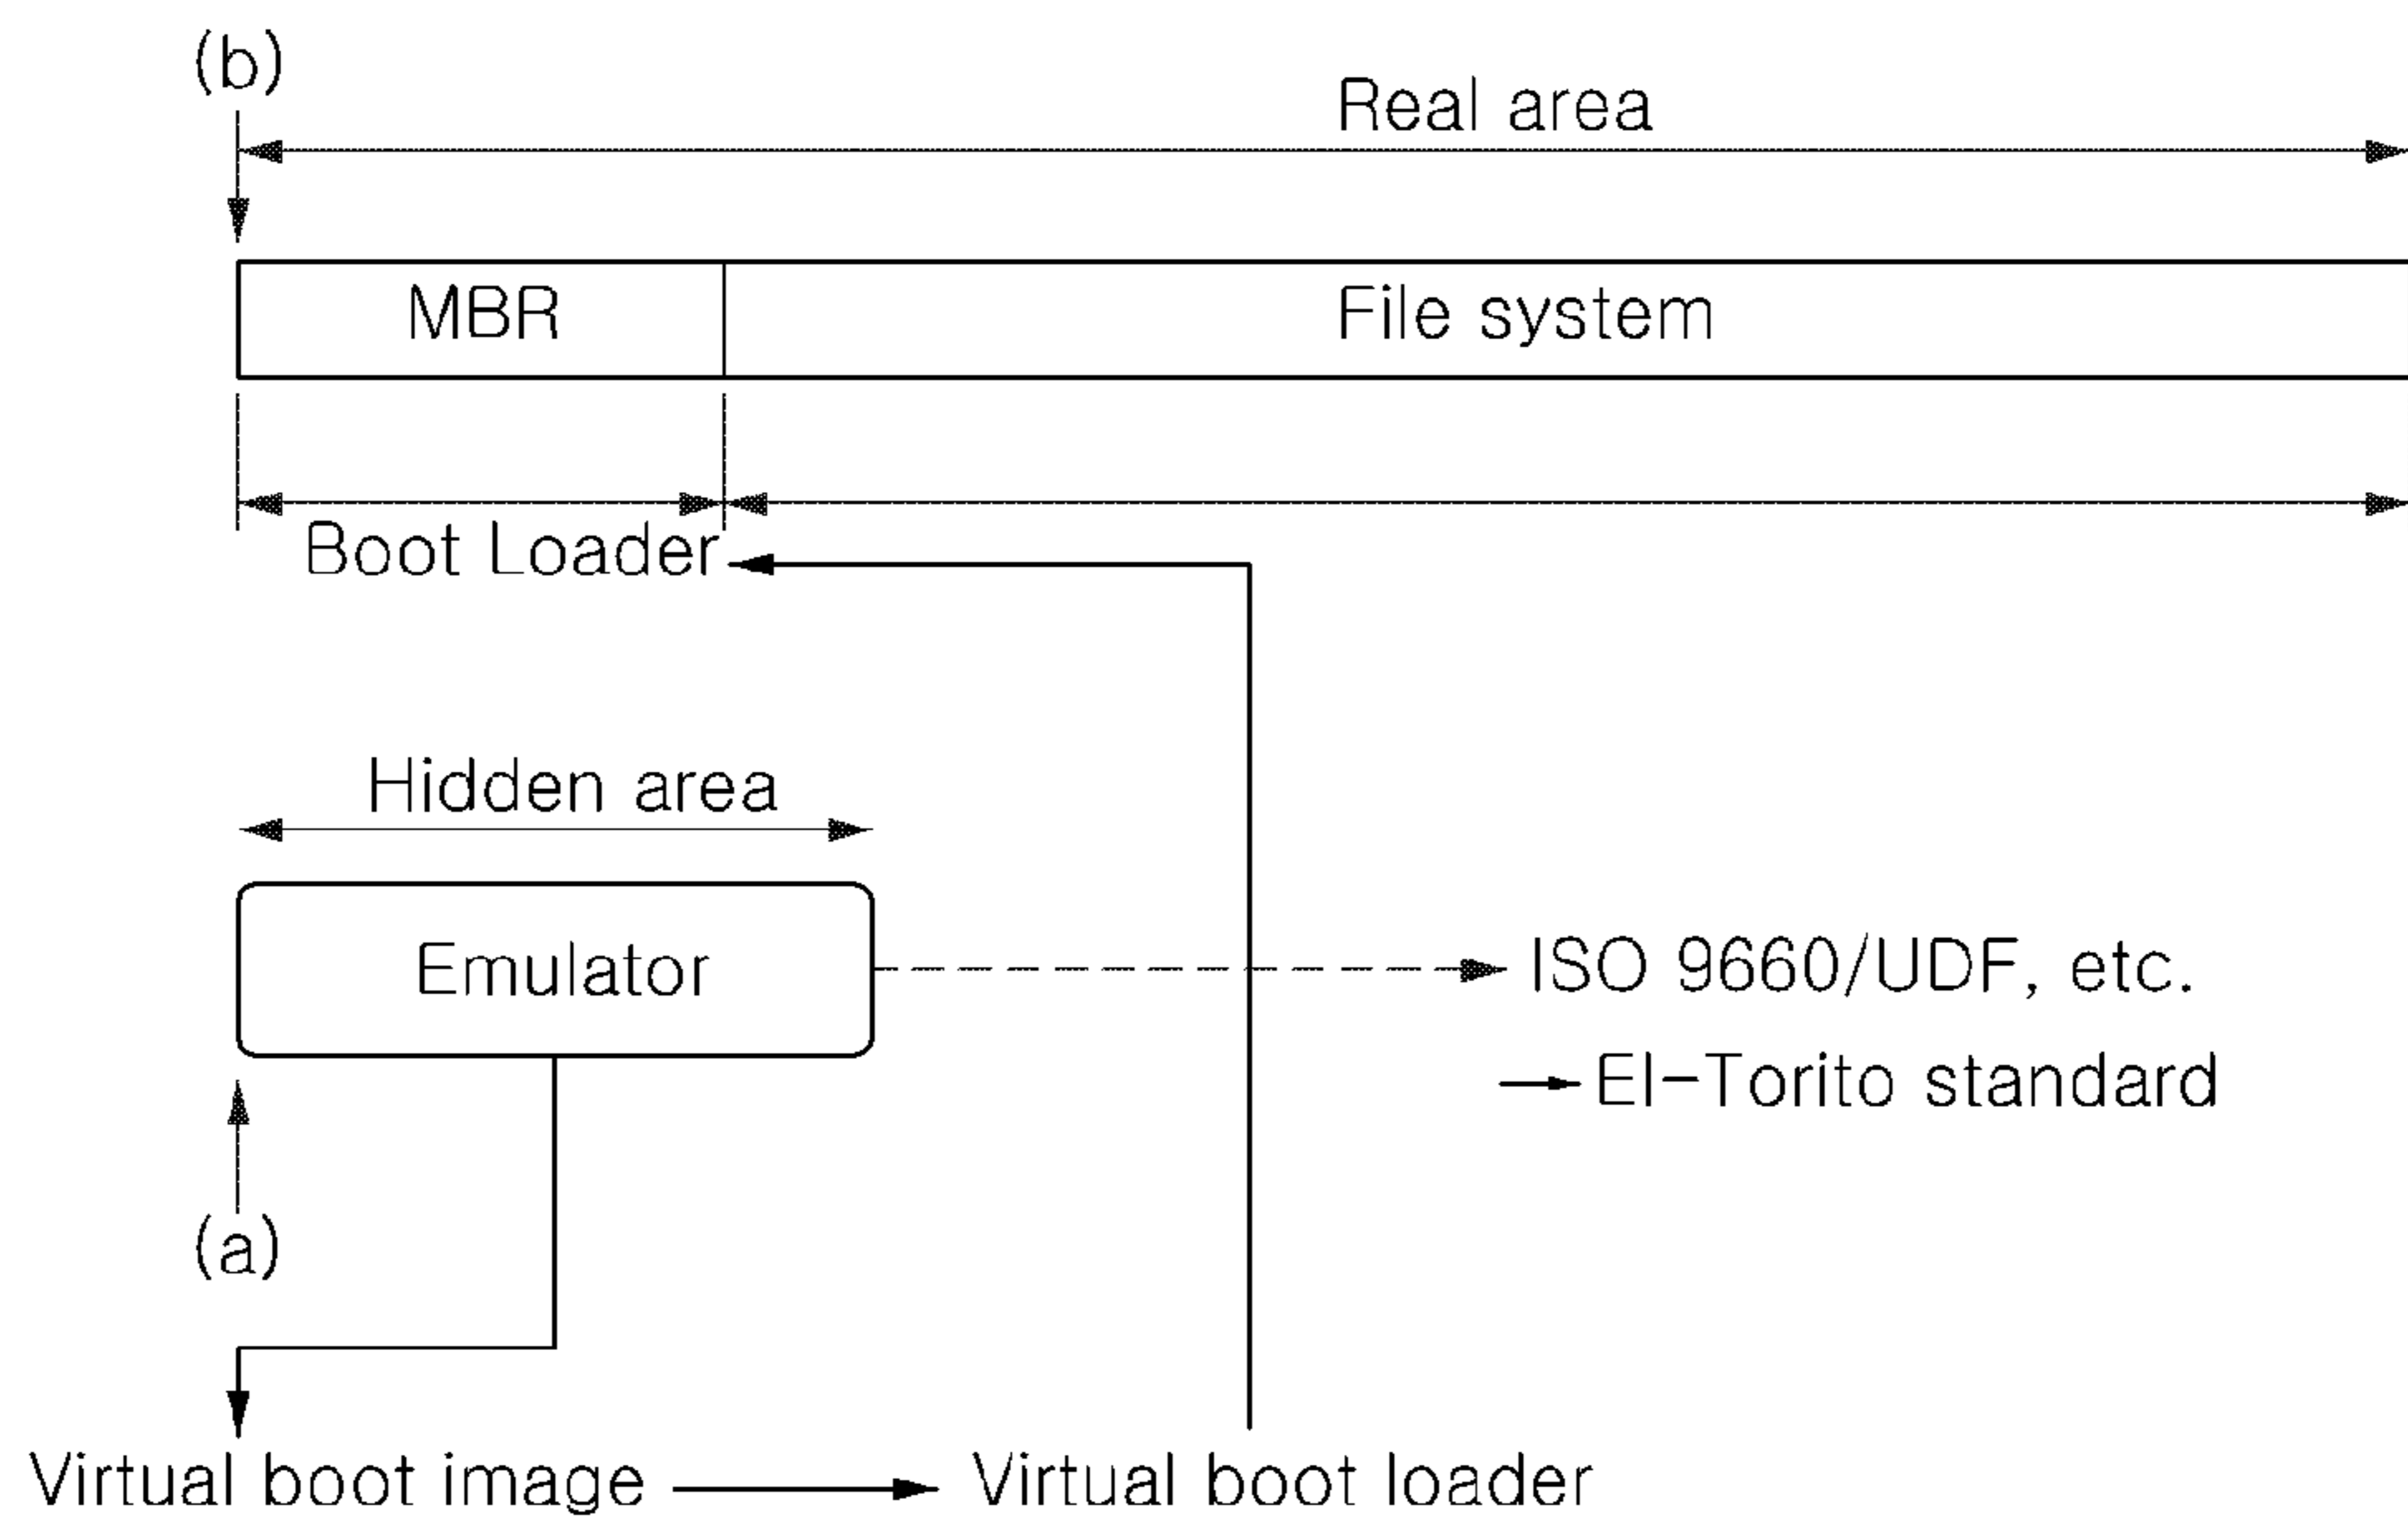 (b)
Real area
MBR
File system
Boot Loader
Hidden area
Emulator
ISO 9660/UDF, etc.
El-Torito standard
(a)
Virtual boot image
Virtual boot loader